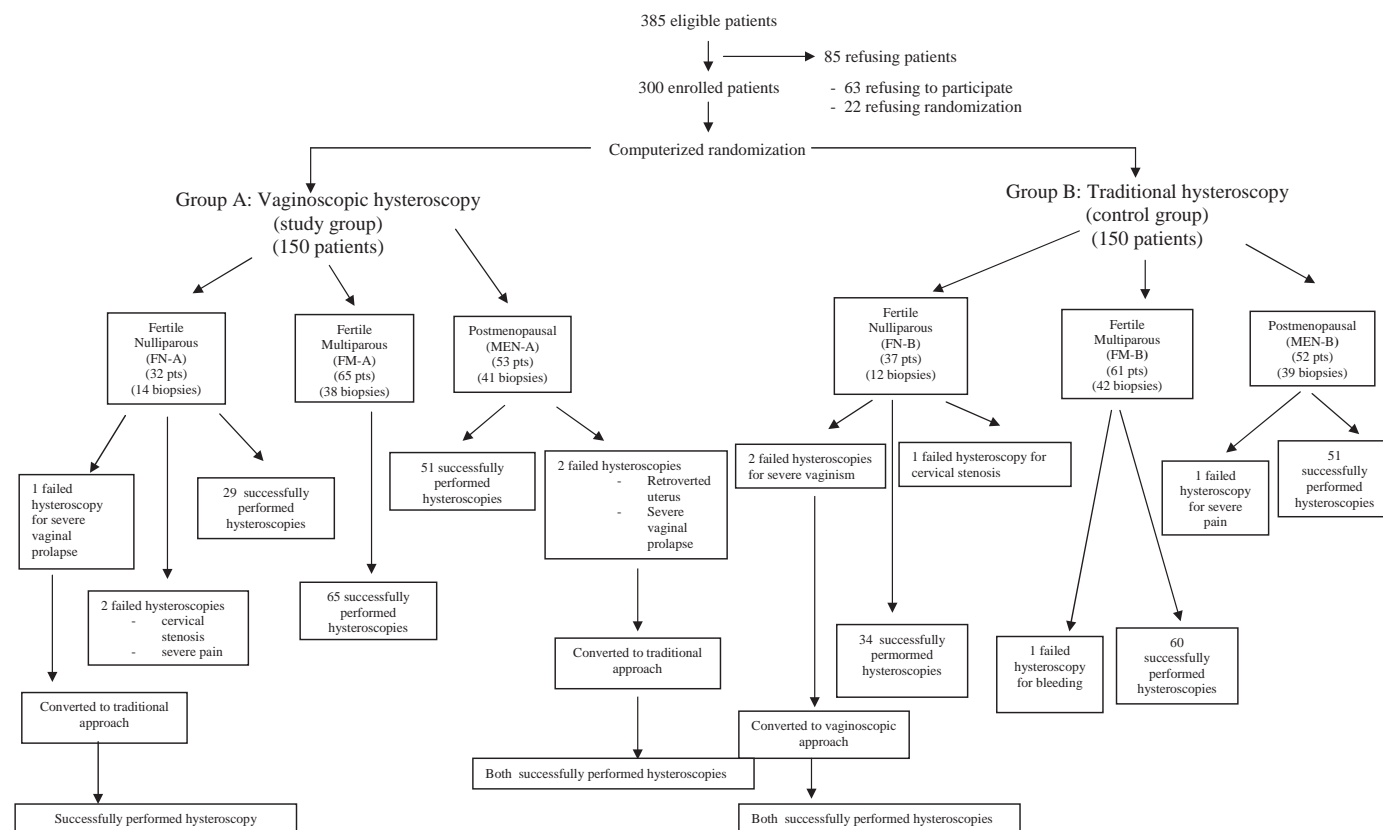 385 eligible patients
85 refusing patients
300 enrolled patients
- 63 refusing to participate
- 22 refusing randomization
Computerized randomization
Group A: Vaginoscopic hysteroscopy
(study group)
(150 patients)
Group B: Traditional hysteroscopy
(control group)
(150 patients)
Fertile
Nulliparous
(FN-A)
(32 pts)
(14 biopsies)
Fertile
Multiparous
(FM-A)
(65 pts)
(38 biopsies)
Postmenopausal
(MEN-A)
(53 pts)
(41 biopsies)
Fertile
Nulliparous
(FN-B)
(37 pts)
(12 biopsies)
Fertile
Multiparous
(FM-B)
(61 pts)
(42 biopsies)
Postmenopausal
(MEN-B)
(52 pts)
(39 biopsies)
1 failed
hysteroscopy
for severe
vaginal
prolapse
29 successfully
performed
hysteroscopies
51 successfully
performed
hysteroscopies
2 failed hysteroscopies
- Retroverted
uterus
- Severe
vaginal
prolapse
2 failed hysteroscopies
for severe vaginism
1 failed hysteroscopy for
cervical stenosis
1 failed
hysteroscopy
for severe
pain
51
successfully
performed
hysteroscopies
2 failed hysteroscopies
- cervical
stenosis
- severe pain
65 successfully
performed
hysteroscopies
Converted to traditional
approach
34 successfully
permormed
hysteroscopies
1 failed
hysteroscopy
for bleeding
60
successfully
performed
hysteroscopies
Converted to traditional
approach
Converted to vaginoscopic
approach
Both successfully performed hysteroscopies
Successfully performed hysteroscopy
Both successfully performed hysteroscopies